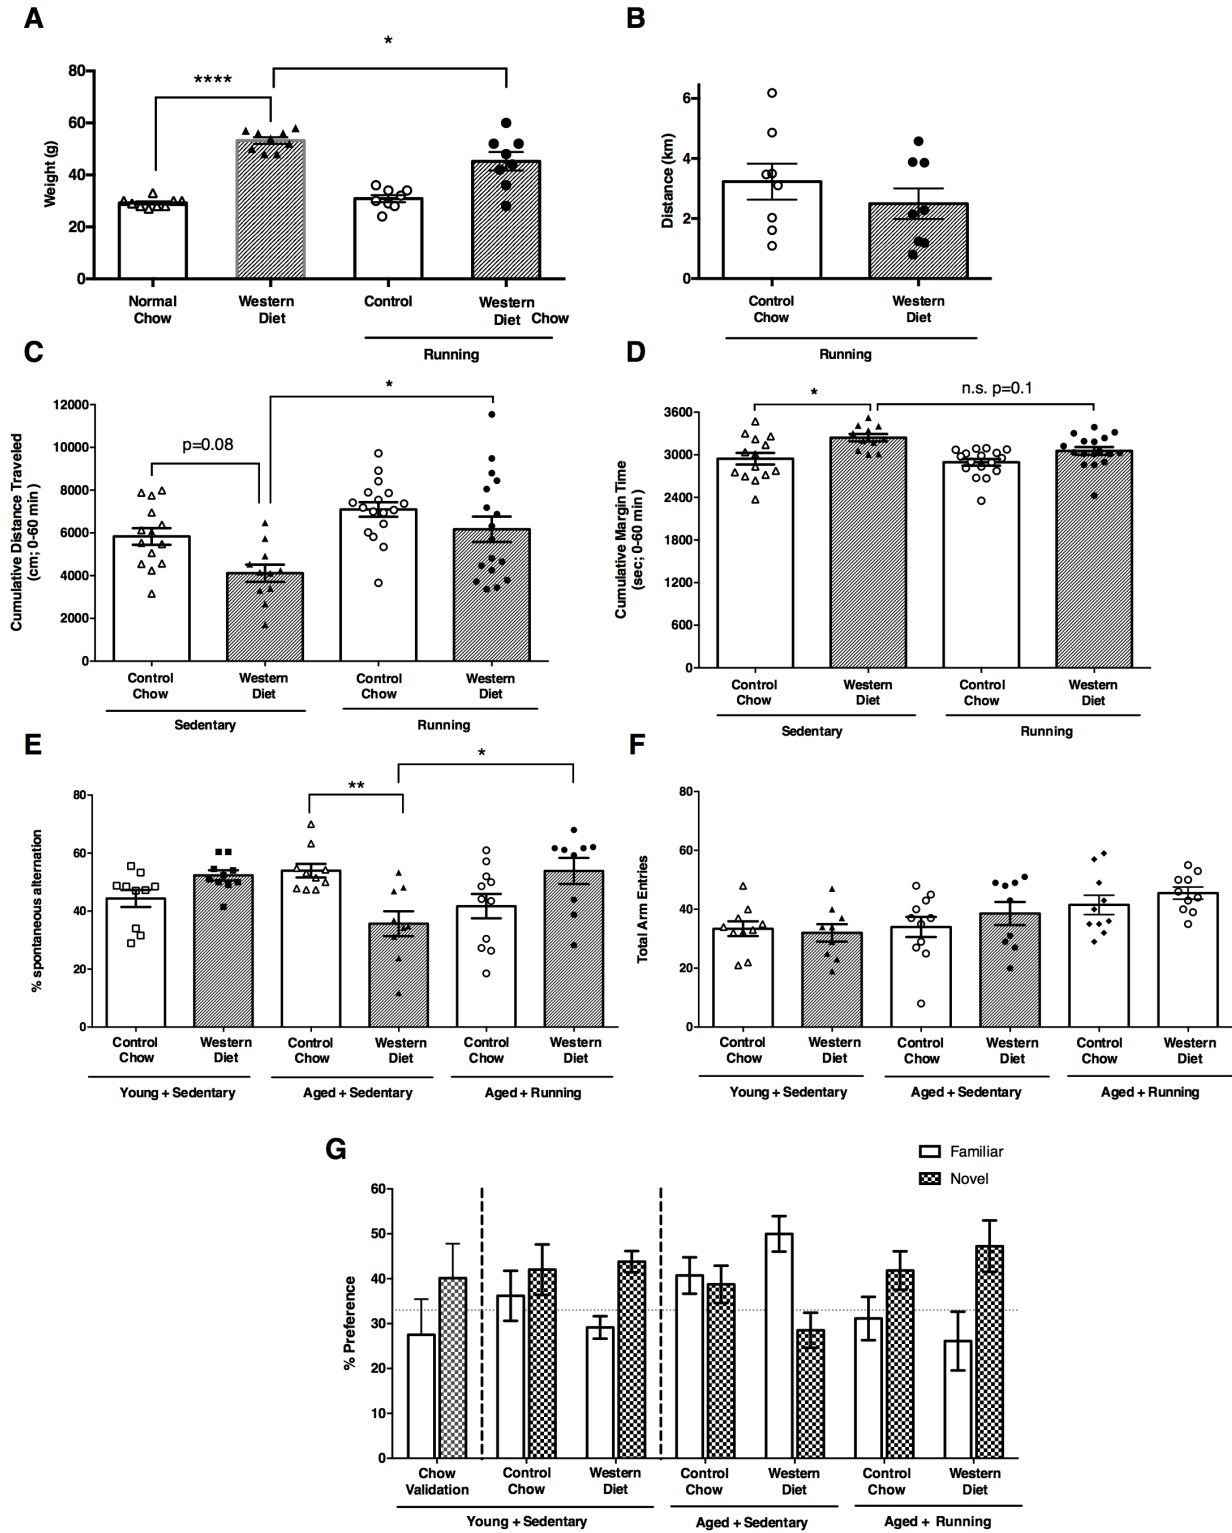 A
B
*
****
80
60
40
20
0
Weight (g)
Normal
Chow
Western
Diet
Control
Western
Diet Chow
Running
6
4
2
0
Distance (km)
Control
Chow
Western
Diet
Running
C
D
*
p=0.08
12000
10000
8000
6000
4000
2000
0
Cumulative Distance Traveled
(cm; 0-60 min )
Control
Chow
Western
Diet
Control
Chow
Western
Diet
Sedentary
Running
*
n.s. p=0.1
3600
3000
2400
1800
1200
600
0
Cumulative Margin Time
(sec; 0-60 min )
Control
Chow
Western
Diet
Control
Chow
Western
Diet
Sedentary
Running
E
F
*
**
80
60
40
20
0
% spontaneous alternation
Control
Chow
Western
Diet
Control
Chow
Western
Diet
Control
Chow
Western
Diet
Young + Sedentary
Aged + Sedentary
Aged + Running
80
60
40
20
0
Total Arm Entries
Control
Chow
Western
Diet
Control
Chow
Western
Diet
Control
Chow
Western
Diet
Young + Sedentary
Aged + Sedentary
Aged + Running
G
Familiar
Novel
60
50
40
30
20
10
0
% Preference
Chow
Validation
Control
Chow
Western
Diet
Control
Chow
Western
Diet
Control
Chow
Western
Diet
Young + Sedentary
Aged + Sedentary
Aged + Running